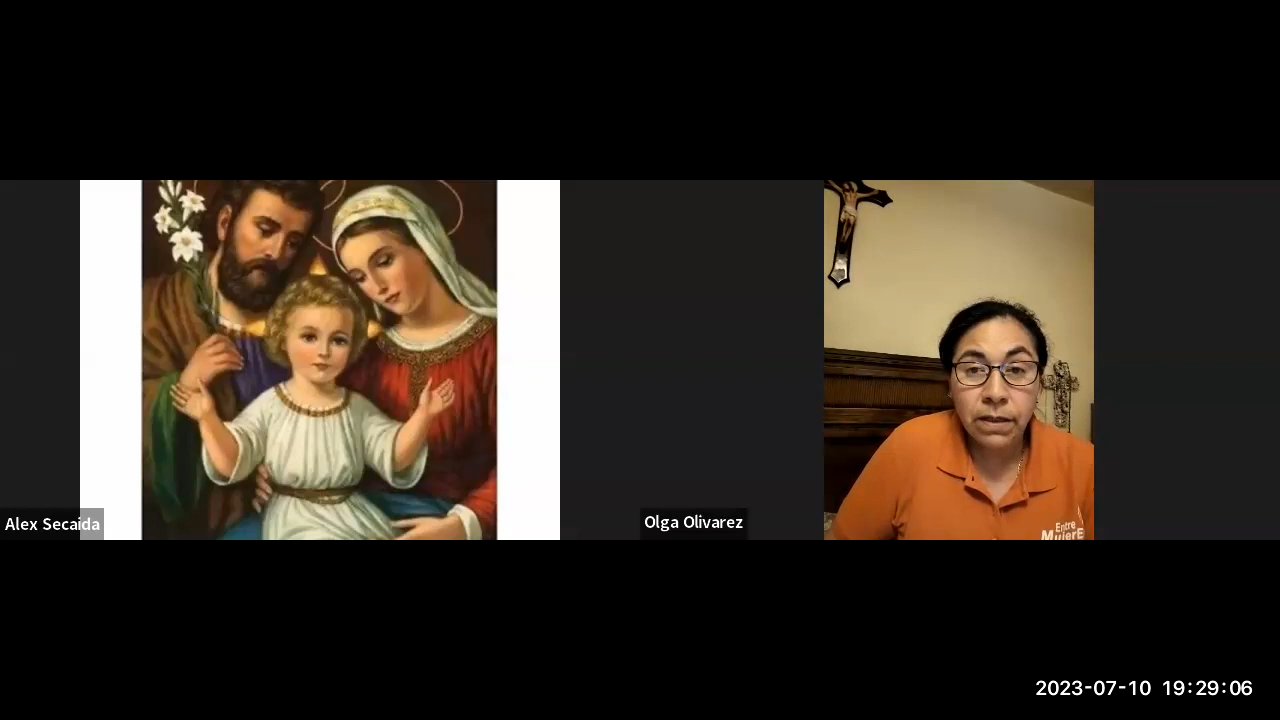 Alex Secaida
Olga Olivarez
Entre
MujerE
2023-07-10 19:29:06